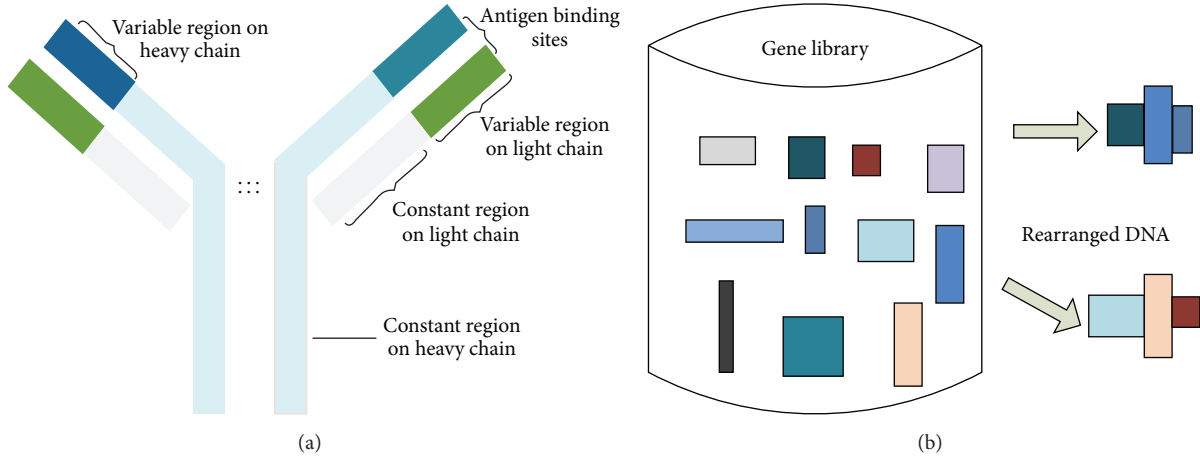 Variable region on
heavy chain
Antigen binding
sites
Variable region
on light chain
Constant region
on light chain
Constant region
on heavy chain
(a)
Gene library
Rearranged DNA
(b)